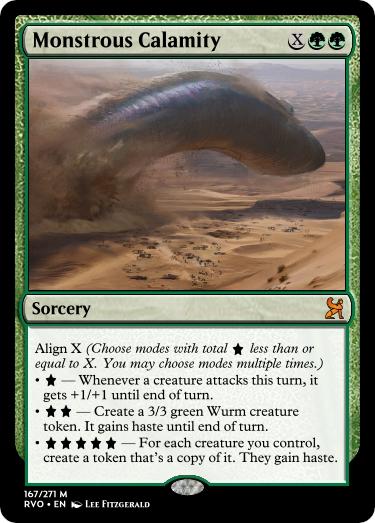 Monstrous Calamity X
Sorcery
Align X (Choose modes with total ★ less than or
equal to X. You may choose modes multiple times.)
• ★ — Whenever a creature attacks this turn, it
gets +1/+1 until end of turn.
• ★★ — Create a 3/3 green Wurm creature
token. It gains haste until end of turn.
• ★★★★★ — For each creature you control,
create a token that's a copy of it. They gain haste.
167/271 M
RVO • EN Lee Fitzgerald